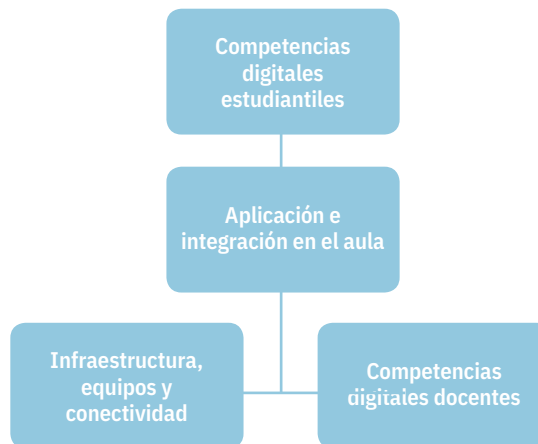 Competencias
digitales
estudiantiles
Aplicación e
integración en el aula
Infraestructura,
equipos y
conectividad
Competencias
digitales docentes